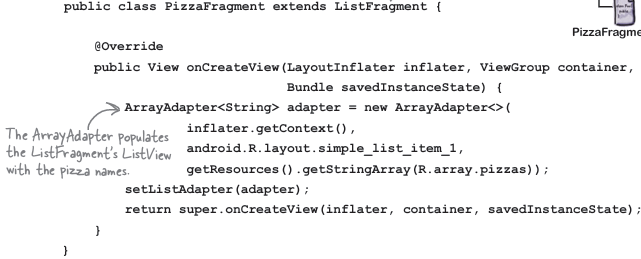 public class PizzaFragment extends ListFragment {
PizzaFragme
@Override
public View onCreateView(LayoutInflater inflater, ViewGroup container,
Bundle savedInstanceState) {
ArrayAdapter<String> adapter = new ArrayAdapter<>(
inflater.getContext(),
android.R.layout.simple_list_item_1,
getResources().getStringArray(R.array.pizzas));
The ArrayAdapter populates
the ListFragment's ListView
with the pizza names.
setListAdapter(adapter);
return super.onCreateView(inflater, container, savedInstanceState);
}
}